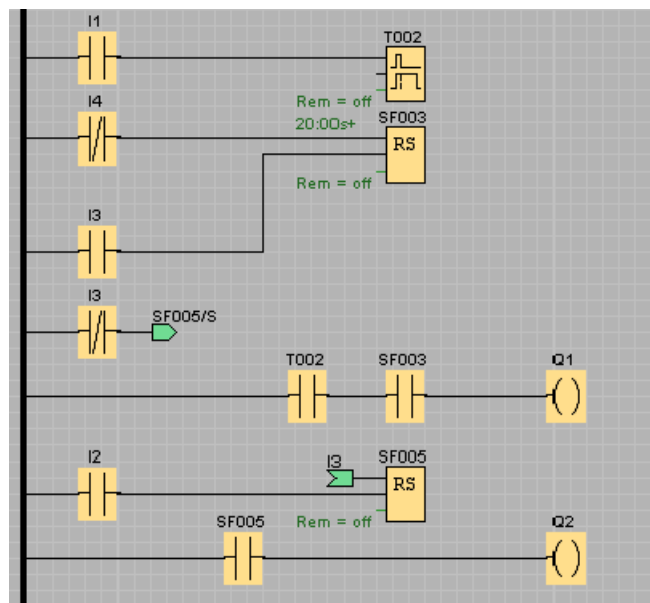 I1
T002
Rem = off
20:00s+
I4
SF003
RS
Rem = off
I3
I3
SF005/S
T002
SF003
Q1
I2
I3
SF005
RS
Rem = off
SF005
Q2